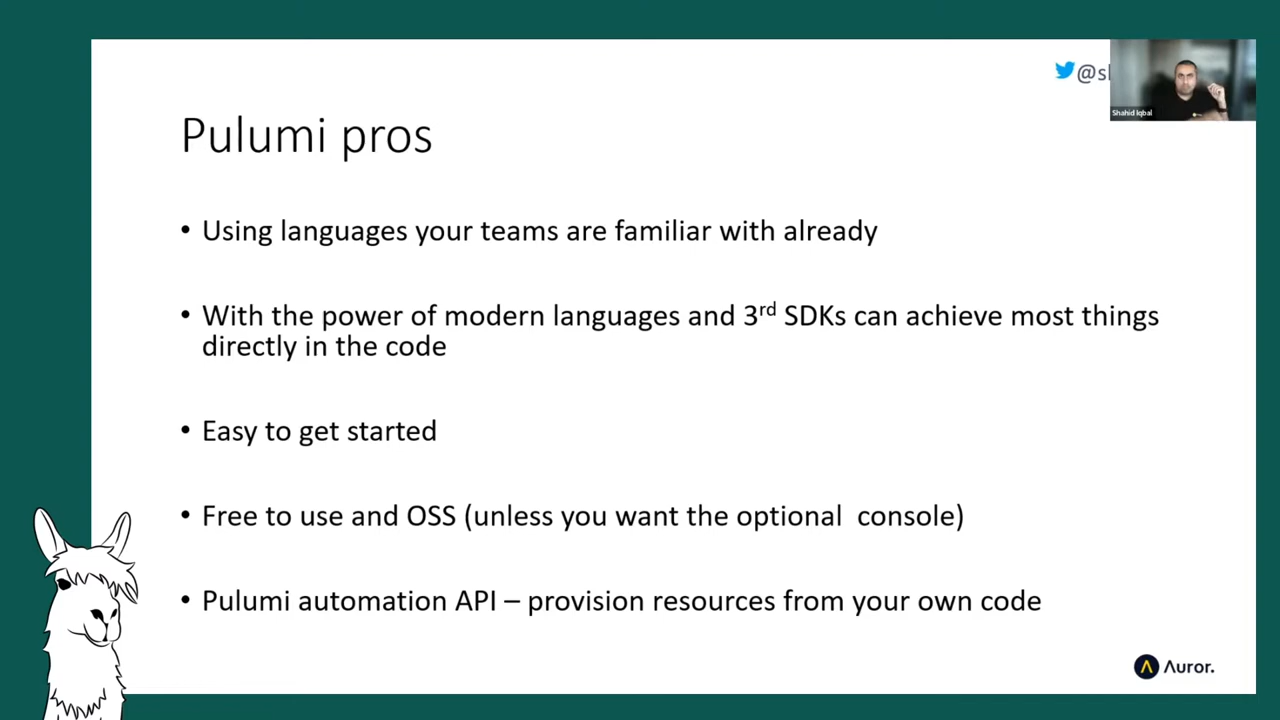 @sl
Shahid Iqbal
Pulumi pros
• Using languages your teams are familiar with already
• With the power of modern languages and 3rd SDKs can achieve most things
directly in the code
• Easy to get started
• Free to use and OSS (unless you want the optional  console)
• Pulumi automation API – provision resources from your own code
Auror.